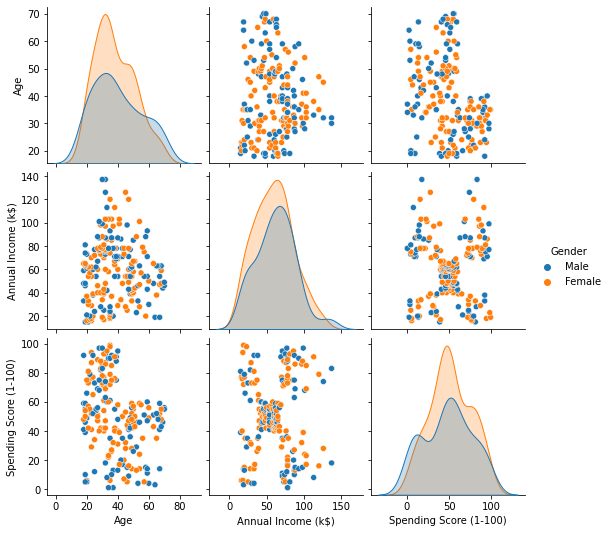 70
60
50
40
30
20
Age
140
120
100
80
60
40
20
Annual Income (k$)
Gender
Male
Female
100
80
60
40
20
0
Spending Score (1-100)
0 20 40 60 80
Age
0 50 100 150
Annual Income (k$)
0 50 100
Spending Score (1-100)